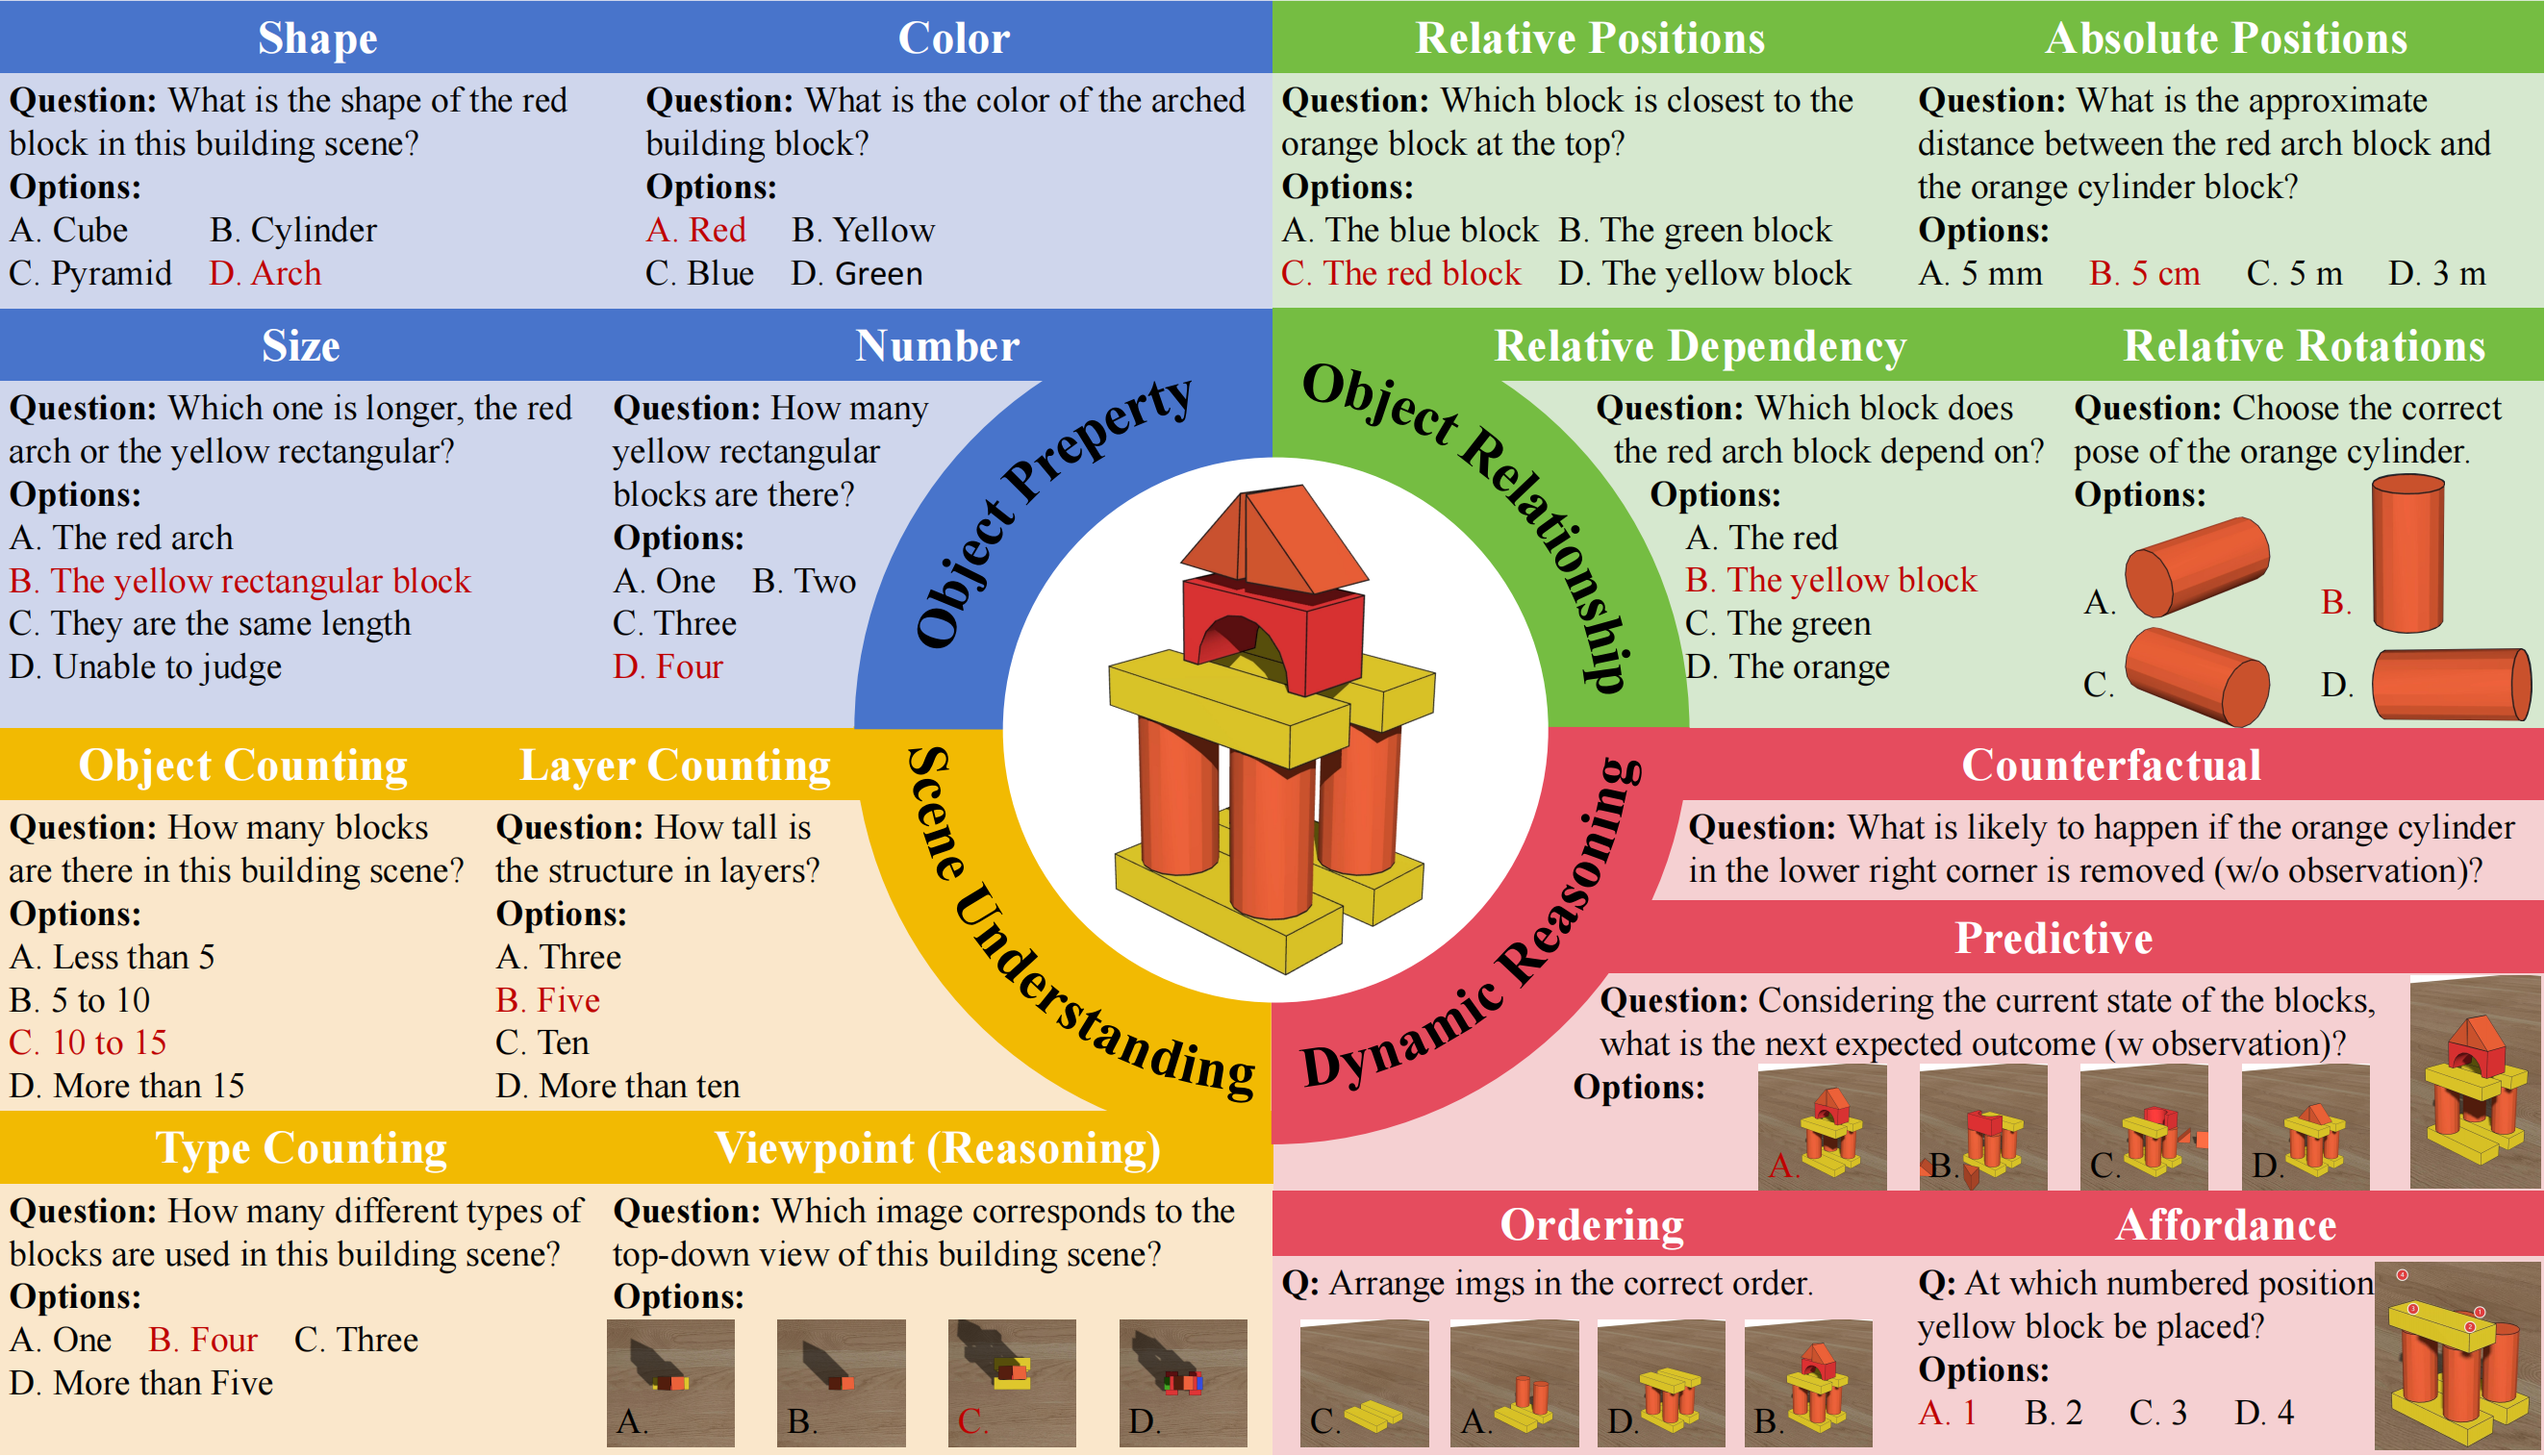 Shape
Question: What is the shape of the red
block in this building scene?
Options:
A. Cube B. Cylinder
C. Pyramid D. Arch
Color
Question: What is the color of the arched
building block?
Options:
A. Red B. Yellow
C. Blue D. Green
Relative Positions
Question: Which block is closest to the
orange block at the top?
Options:
A. The blue block B. The green block
C. The red block D. The yellow block
Absolute Positions
Question: What is the approximate
distance between the red arch block and
the orange cylinder block?
Options:
A. 5 mm B. 5 cm C. 5 m D. 3 m
Size
Question: Which one is longer, the red
arch or the yellow rectangular?
Options:
A. The red arch
B. The yellow rectangular block
C. They are the same length
D. Unable to judge
Number
Question: How many
yellow rectangular
blocks are there?
Options:
A. One B. Two
C. Three
D. Four
Object Preperty
Object Relationship
Relative Dependency
Question: Which block does
the red arch block depend on?
Options:
A. The red
B. The yellow block
C. The green
D. The orange
Relative Rotations
Question: Choose the correct
pose of the orange cylinder.
Options:
A.
B.
C.
D.
Object Counting
Question: How many blocks
are there in this building scene?
Options:
A. Less than 5
B. 5 to 10
C. 10 to 15
D. More than 15
Layer Counting
Question: How tall is
the structure in layers?
Options:
A. Three
B. Five
C. Ten
D. More than ten
Scene Understanding
Dynamic Reasoning
Counterfactual
Question: What is likely to happen if the orange cylinder
in the lower right corner is removed (w/o observation)?
Predictive
Question: Considering the current state of the blocks,
what is the next expected outcome (w observation)?
Options:
A. B. C. D.
Type Counting
Question: How many different types of
blocks are used in this building scene?
Options:
A. One B. Four C. Three
D. More than Five
Viewpoint (Reasoning)
Question: Which image corresponds to the
top-down view of this building scene?
Options:
A. B. C. D.
Ordering
Q: Arrange imgs in the correct order.
C. A. D. B.
Affordance
Q: At which numbered position
yellow block be placed?
Options:
A. 1 B. 2 C. 3 D. 4
4
3
1
2